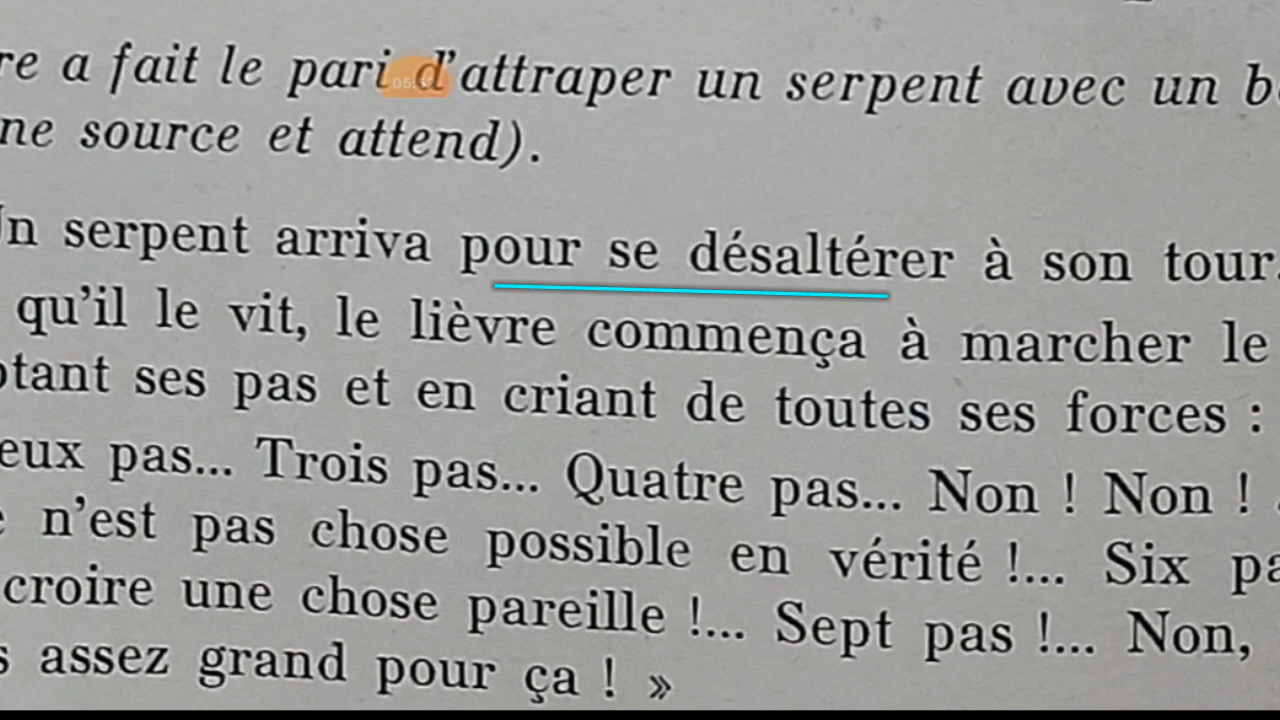 re a fait le pari d'attraper un serpent avec un
ne source et attend).
Un serpent arriva pour se désaltérer à son tour.
qu'il le vit, le lièvre commença à marcher le
ptant ses pas et en criant de toutes ses forces :
eux pas... Trois pas... Quatre pas... Non ! Non !
n'est pas chose possible en vérité !... Six pa
croire une chose pareille !... Sept pas !... Non,
s assez grand pour ça ! »